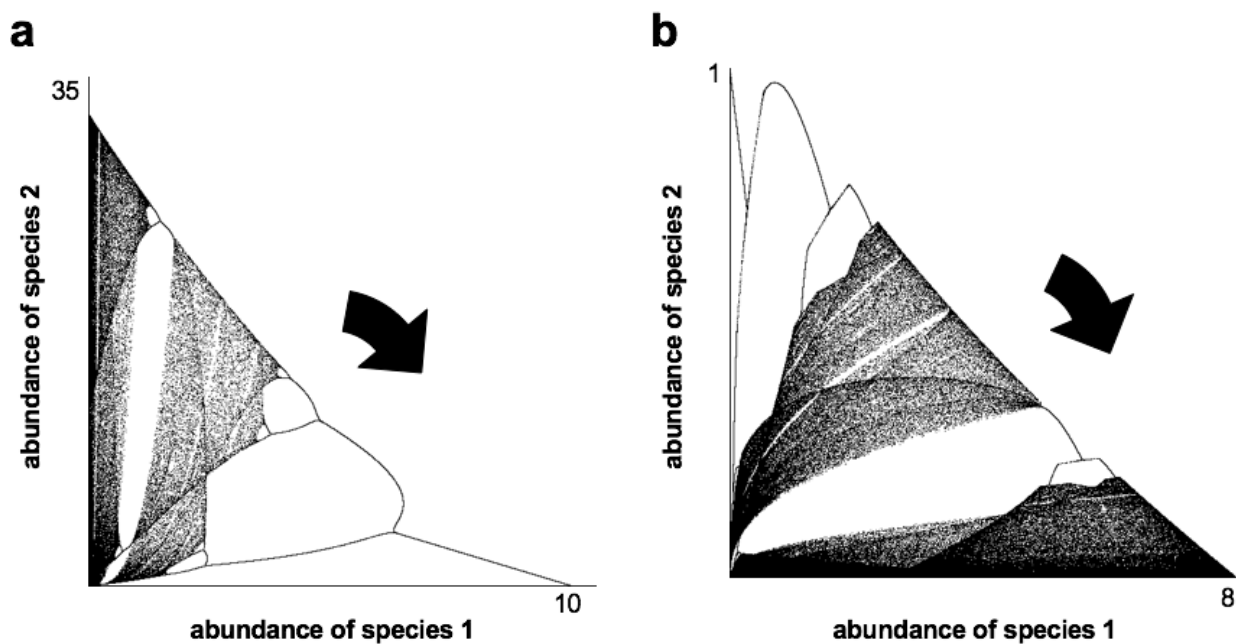 a
35
abundance of species 2
10
abundance of species 1
b
1
abundance of species 2
8
abundance of species 1